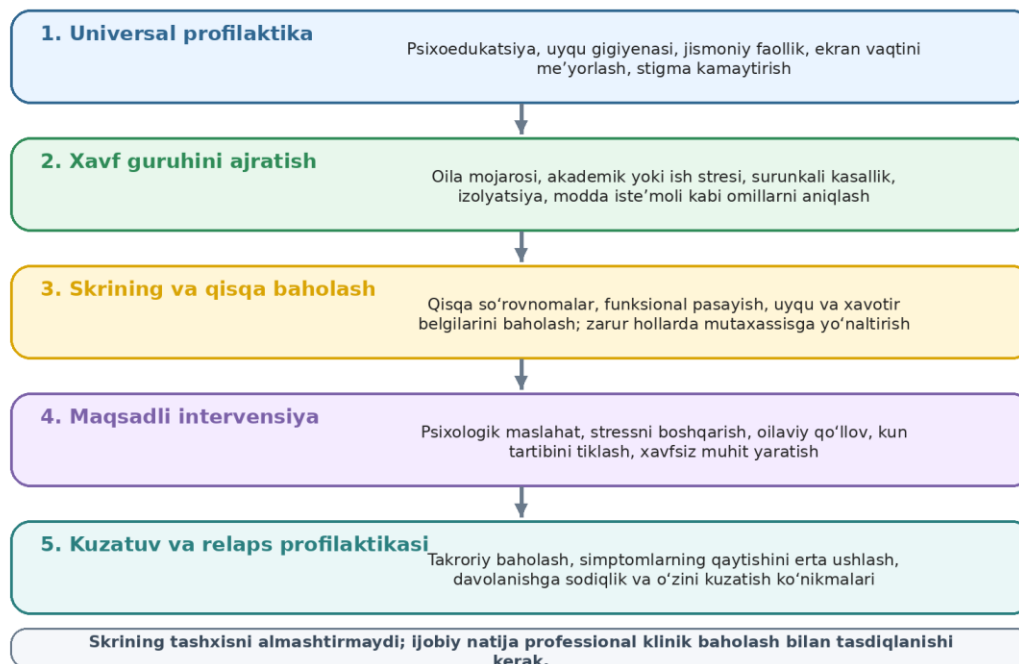 1. Universal profilaktika
Psixoedukatsiya, uyqu gigiyenasi, jismoniy faollik, ekran vaqtini
me’yorlash, stigma kamaytirish
2. Xavf guruhini ajratish
Oila mojarosi, akademik yoki ish stresi, surunkali kasallik,
izolyatsiya, modda iste’moli kabi omillarni aniqlash
3. Skrining va qisqa baholash
Qisqa so‘rovnomalar, funksional pasayish, uyqu va xavotir
belgilarini baholash; zarur hollarda mutaxassisga yo‘naltirish
4. Maqsadli intervensiya
Psixologik maslahat, stressni boshqarish, oilaviy qo‘llov, kun
tartibini tiklash, xavfsiz muhit yaratish
5. Kuzatuv va relaps profilaktikasi
Takroriy baholash, simptomlarning qaytishini erta ushlash,
davolanishga sodiqlik va o‘zini kuzatish ko‘nikmalari
Skrining tashxisni almashtirmaydi; ijobiy natija professional klinik baholash bilan tasdiqlanishi
kerak.